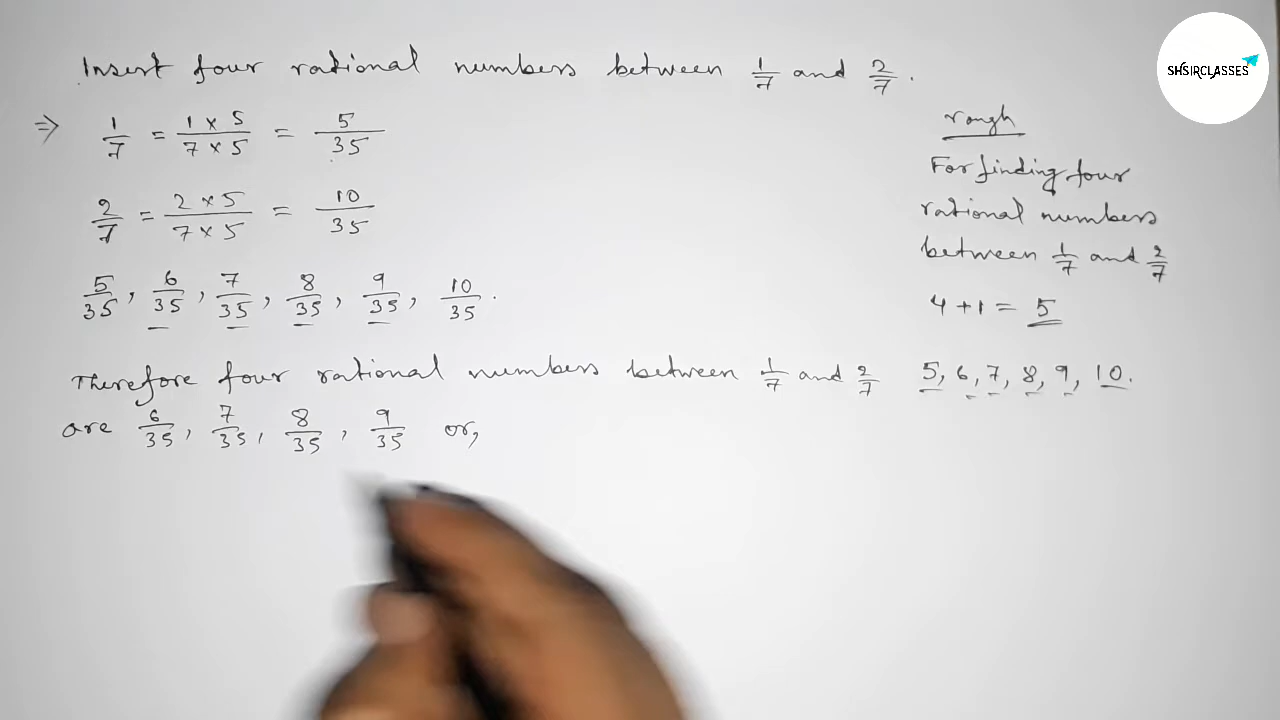 Insert four rational numbers between 1/7 and 2/7.
⇒ 1/7 = 1 × 5 / 7 × 5 = 5/35
2/7 = 2 × 5 / 7 × 5 = 10/35
5/35, 6/35, 7/35, 8/35, 9/35, 10/35.
Therefore four rational numbers between 1/7 and 2/7
are 6/35, 7/35, 8/35, 9/35 or,
rough
For finding four
rational numbers
between 1/7 and 2/7
4 + 1 = 5
5, 6, 7, 8, 9, 10.
SHSIRCLASSES